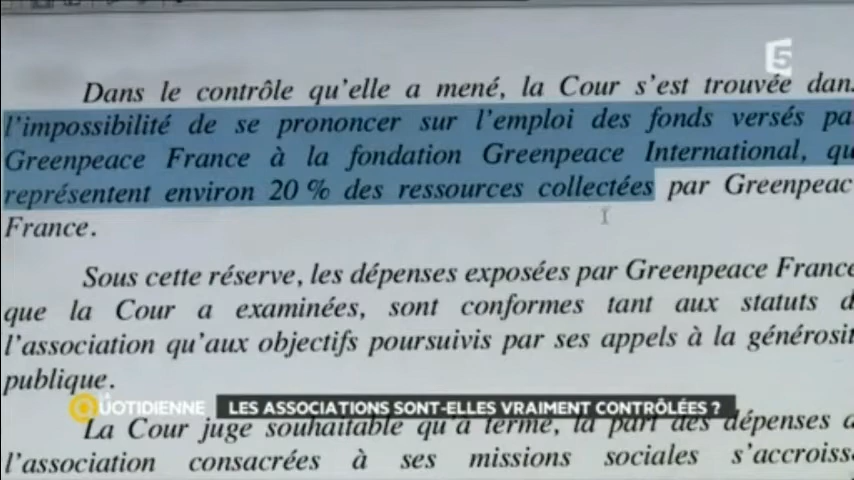 5
Dans le contrôle qu'elle a mené, la Cour s'est trouvée dans
l'impossibilité de se prononcer sur l'emploi des fonds versés pa
Greenpeace France à la fondation Greenpeace International, qu
représentent environ 20 % des ressources collectées par Greenpeac
France.
Sous cette réserve, les dépenses exposées par Greenpeace France
que la Cour a examinées, sont conformes tant aux statuts d
l'association qu'aux objectifs poursuivis par ses appels à la générosit
publique.
LA QUOTIDIENNE LES ASSOCIATIONS SONT-ELLES VRAIMENT CONTRÔLÉES ?
La Cour juge souhaitable qu'à terme, la part des dépenses d
l'association consacrées à ses missions sociales s'accroiss